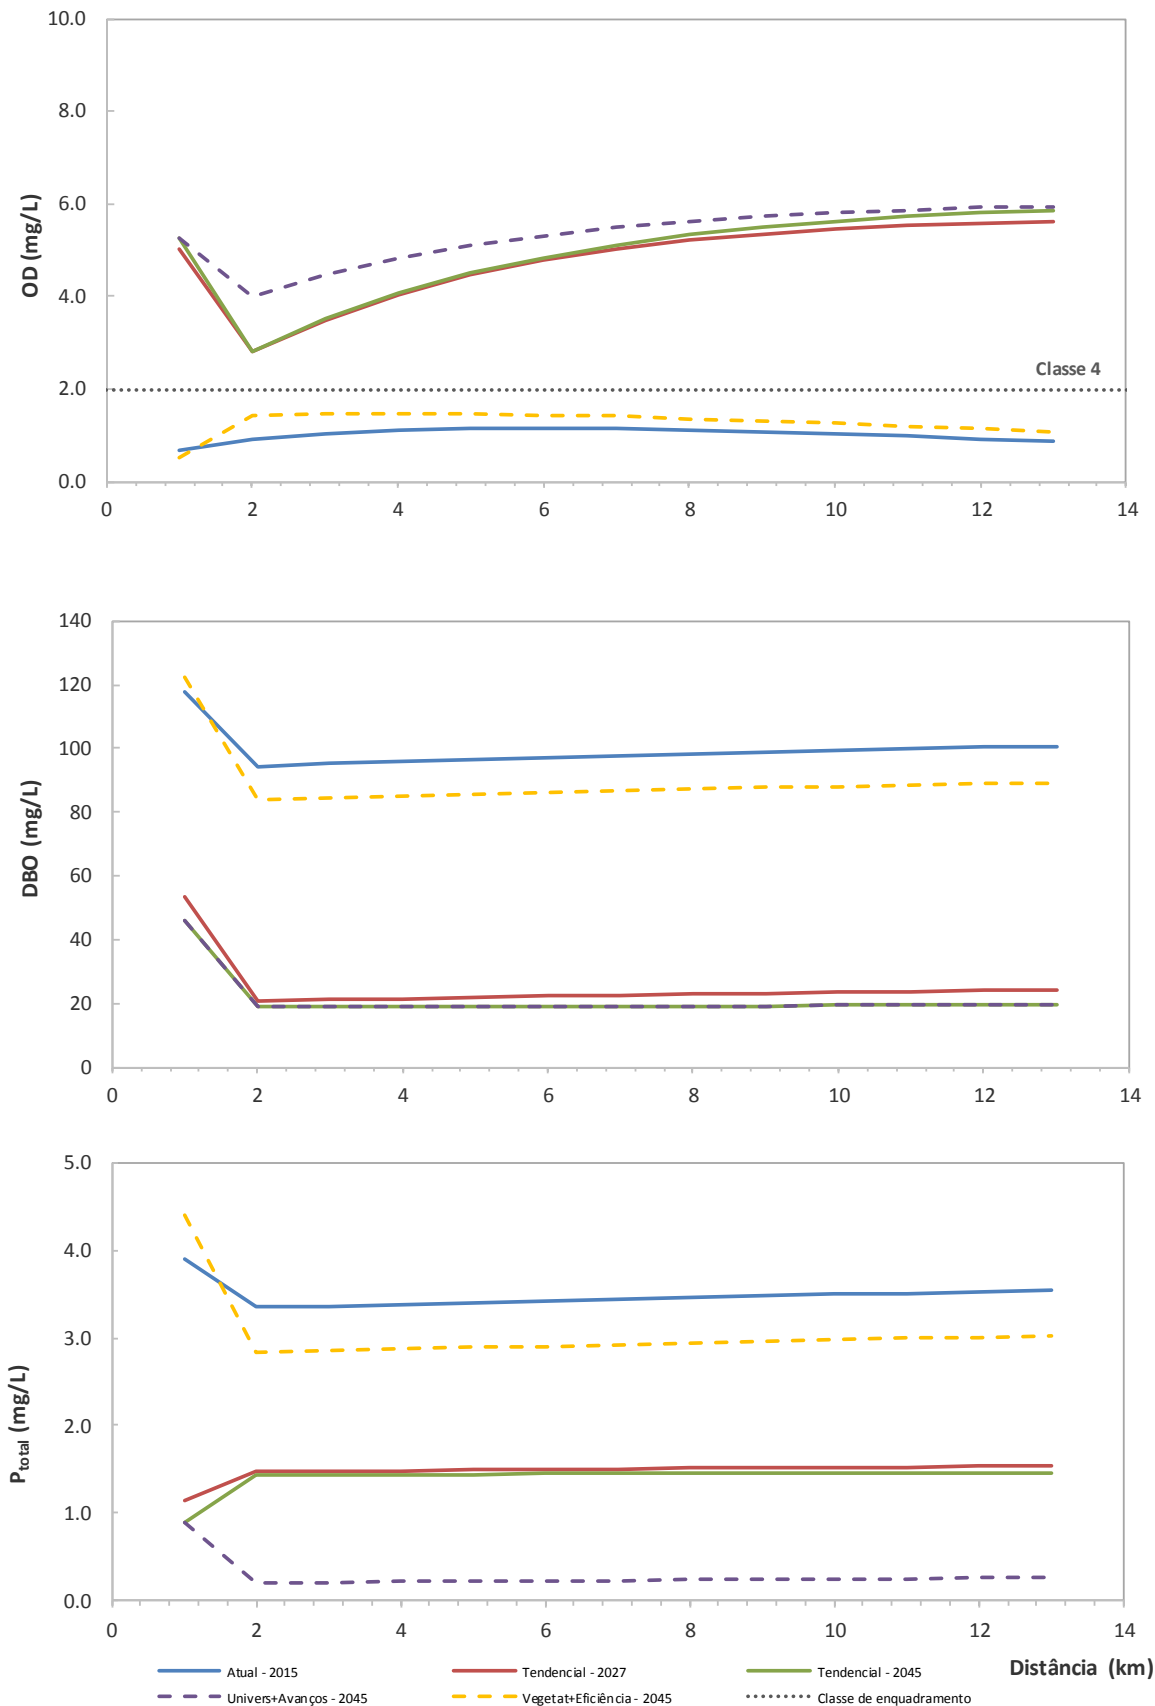 10.0
8.0
6.0
4.0
2.0
0.0
OD (mg/L)
Classe 4
0 2 4 6 8 10 12 14
140
120
100
80
60
40
20
0
DBO (mg/L)
0 2 4 6 8 10 12 14
5.0
4.0
3.0
2.0
1.0
0.0
Ptotal (mg/L)
0 2 4 6 8 10 12 14
Distância (km)
Atual - 2015 Tendencial - 2027 Tendencial - 2045
Univers+Avanços - 2045 Vegetat+Eficiência - 2045 Classe de enquadramento